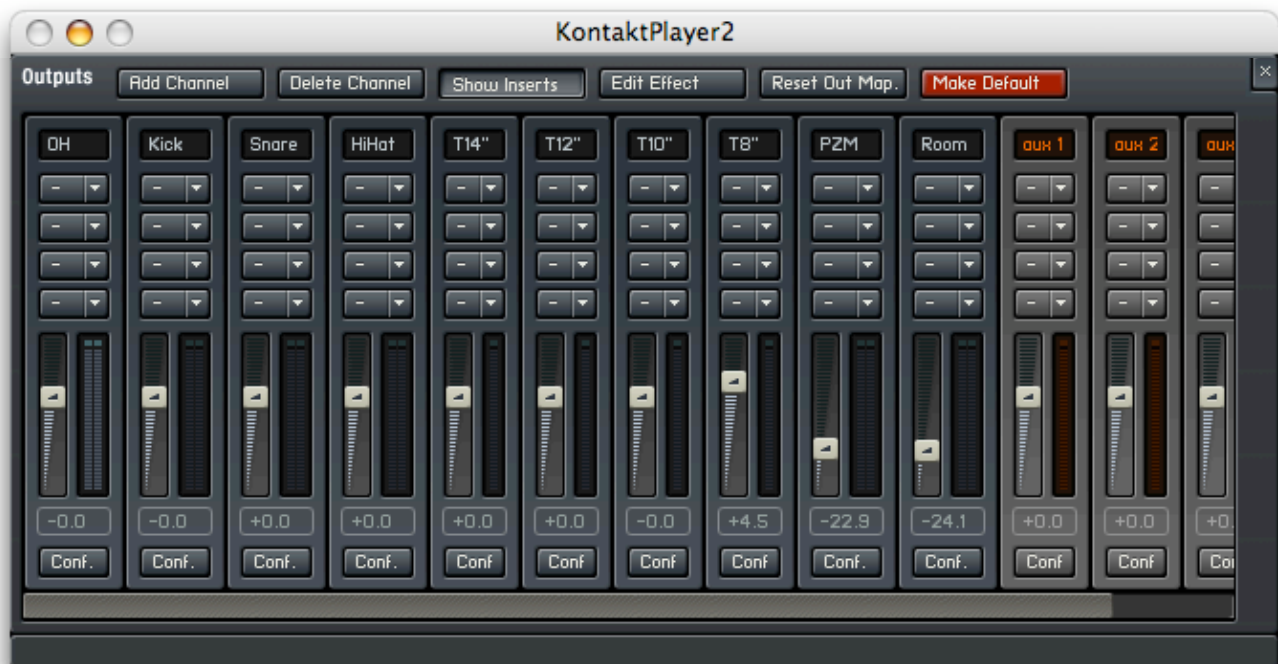 KontaktPlayer2
Outputs Add Channel Delete Channel Show Inserts Edit Effect Reset Out Map. Make Default ×
OH Kick Snare HiHat T14" T12" T10" T8" PZM Room aux 1 aux 2 aux
- - - - - - - - - - - - -
- - - - - - - - - - - - -
- - - - - - - - - - - - -
- - - - - - - - - - - - -
-0.0 -0.0 +0.0 +0.0 +0.0 +0.0 -0.0 +4.5 -22.9 -24.1 +0.0 +0.0 +0.
Conf. Conf. Conf. Conf. Conf Conf Conf Conf Conf. Conf. Conf Conf Co